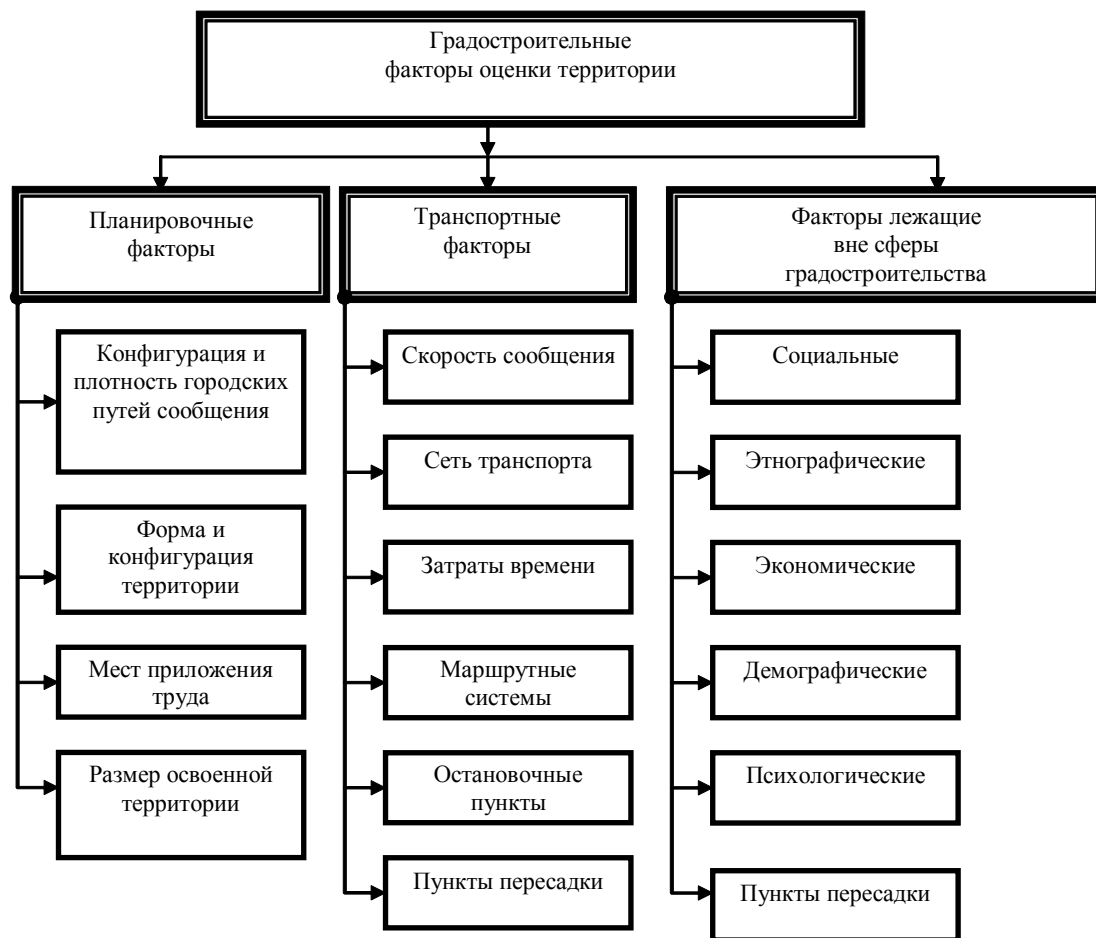 Градостроительные
факторы оценки территории
Планировочные
факторы
Транспортные
факторы
Факторы лежащие
вне сферы
градостроительства
Конфигурация и
плотность городских
путей сообщения
Форма и
конфигурация
территории
Мест приложения
труда
Размер освоенной
территории
Скорость сообщения
Сеть транспорта
Затраты времени
Маршрутные
системы
Остановочные
пункты
Пункты пересадки
Социальные
Этнографические
Экономические
Демографические
Психологические
Пункты пересадки